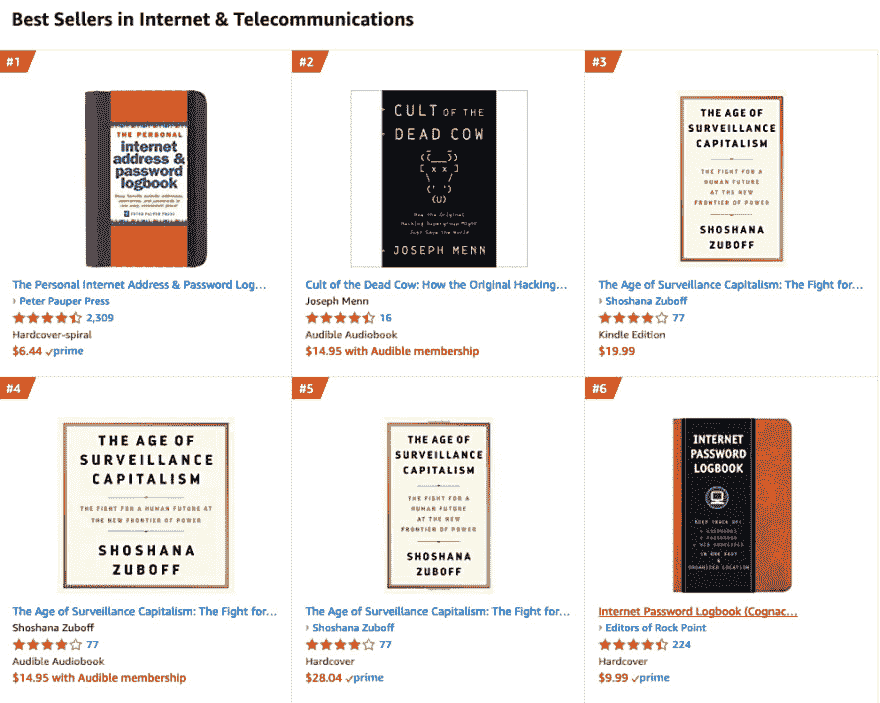 Best Sellers in Internet & Telecommunications
#1
THE PERSONAL
internet
address &
password
logbook
PETER PAUPER PRESS
The Personal Internet Address & Password Log...
Peter Pauper Press
2,309
Hardcover-spiral
$6.44 prime
#2
CULT OF THE
DEAD COW
How the Original
Hacking Supergroup Might
Just Save the World
JOSEPH MENN
Cult of the Dead Cow: How the Original Hacking...
Joseph Menn
16
Audible Audiobook
$14.95 with Audible membership
#3
THE AGE OF
SURVEILLANCE
CAPITALISM
THE FIGHT FOR A
HUMAN FUTURE
AT THE NEW
FRONTIER OF POWER
SHOSHANA
ZUBOFF
The Age of Surveillance Capitalism: The Fight for...
Shoshana Zuboff
77
Kindle Edition
$19.99
#4
THE AGE OF
SURVEILLANCE
CAPITALISM
THE FIGHT FOR A HUMAN FUTURE AT
THE NEW FRONTIER OF POWER
SHOSHANA
ZUBOFF
The Age of Surveillance Capitalism: The Fight for...
Shoshana Zuboff
77
Audible Audiobook
$14.95 with Audible membership
#5
THE AGE OF
SURVEILLANCE
CAPITALISM
THE FIGHT FOR A
HUMAN FUTURE
AT THE NEW
FRONTIER OF POWER
SHOSHANA
ZUBOFF
The Age of Surveillance Capitalism: The Fight for...
Shoshana Zuboff
77
Hardcover
$28.04 prime
#6
INTERNET
PASSWORD
LOGBOOK
KEEP TRACK OF:
IN ONE EASY
&
ORGANIZED LOCATION
Internet Password Logbook (Cognac...
Editors of Rock Point
224
Hardcover
$9.99 prime